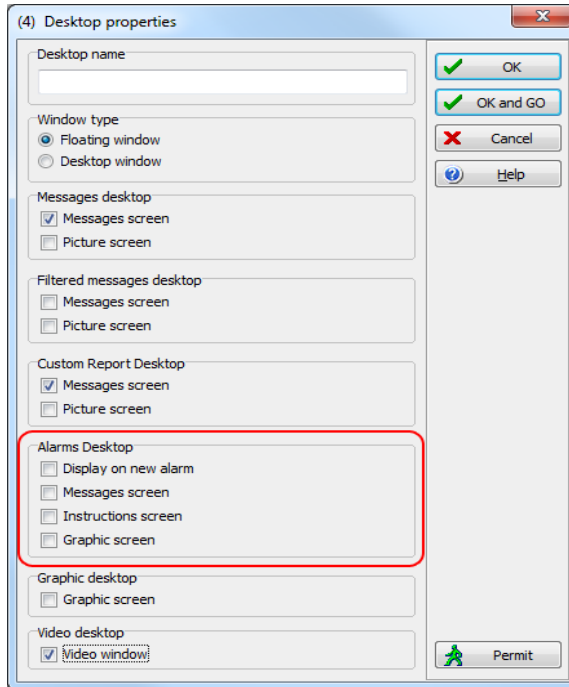 (4) Desktop properties
Desktop name
Window type
Floating window
Desktop window
Messages desktop
Messages screen
Picture screen
Filtered messages desktop
Messages screen
Picture screen
Custom Report Desktop
Messages screen
Picture screen
Alarms Desktop
Display on new alarm
Messages screen
Instructions screen
Graphic screen
Graphic desktop
Graphic screen
Video desktop
Video window
OK
OK and GO
Cancel
Help
Permit